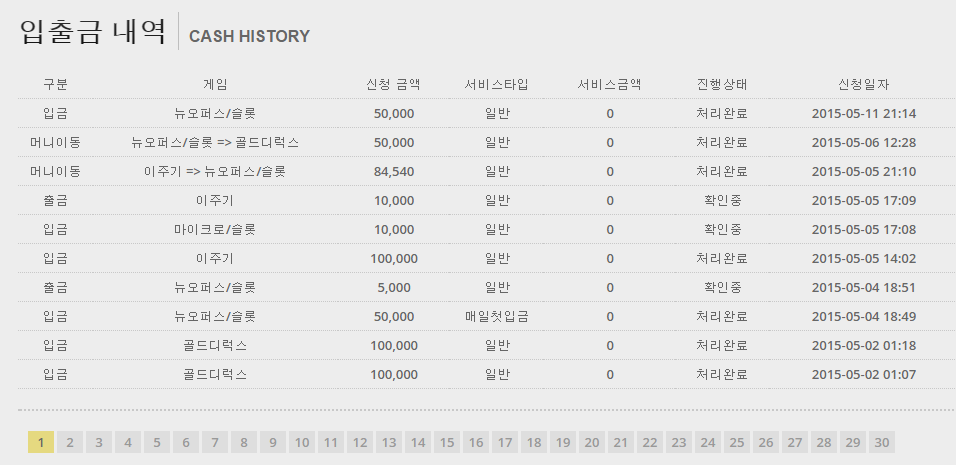 입출금 내역 CASH HISTORY
구분 게임 신청 금액 서비스타입 서비스금액 진행상태 신청일자
입금 뉴오퍼스/슬롯 50,000 일반 0 처리완료 2015-05-11 21:14
머니이동 뉴오퍼스/슬롯 => 골드디럭스 50,000 일반 0 처리완료 2015-05-06 12:28
머니이동 이주기 => 뉴오퍼스/슬롯 84,540 일반 0 처리완료 2015-05-05 21:10
출금 이주기 10,000 일반 0 확인중 2015-05-05 17:09
입금 마이크로/슬롯 10,000 일반 0 확인중 2015-05-05 17:08
입금 이주기 100,000 일반 0 처리완료 2015-05-05 14:02
출금 뉴오퍼스/슬롯 5,000 일반 0 확인중 2015-05-04 18:51
입금 뉴오퍼스/슬롯 50,000 매일첫입금 0 처리완료 2015-05-04 18:49
입금 골드디럭스 100,000 일반 0 처리완료 2015-05-02 01:18
입금 골드디럭스 100,000 일반 0 처리완료 2015-05-02 01:07
1 2 3 4 5 6 7 8 9 10 11 12 13 14 15 16 17 18 19 20 21 22 23 24 25 26 27 28 29 30